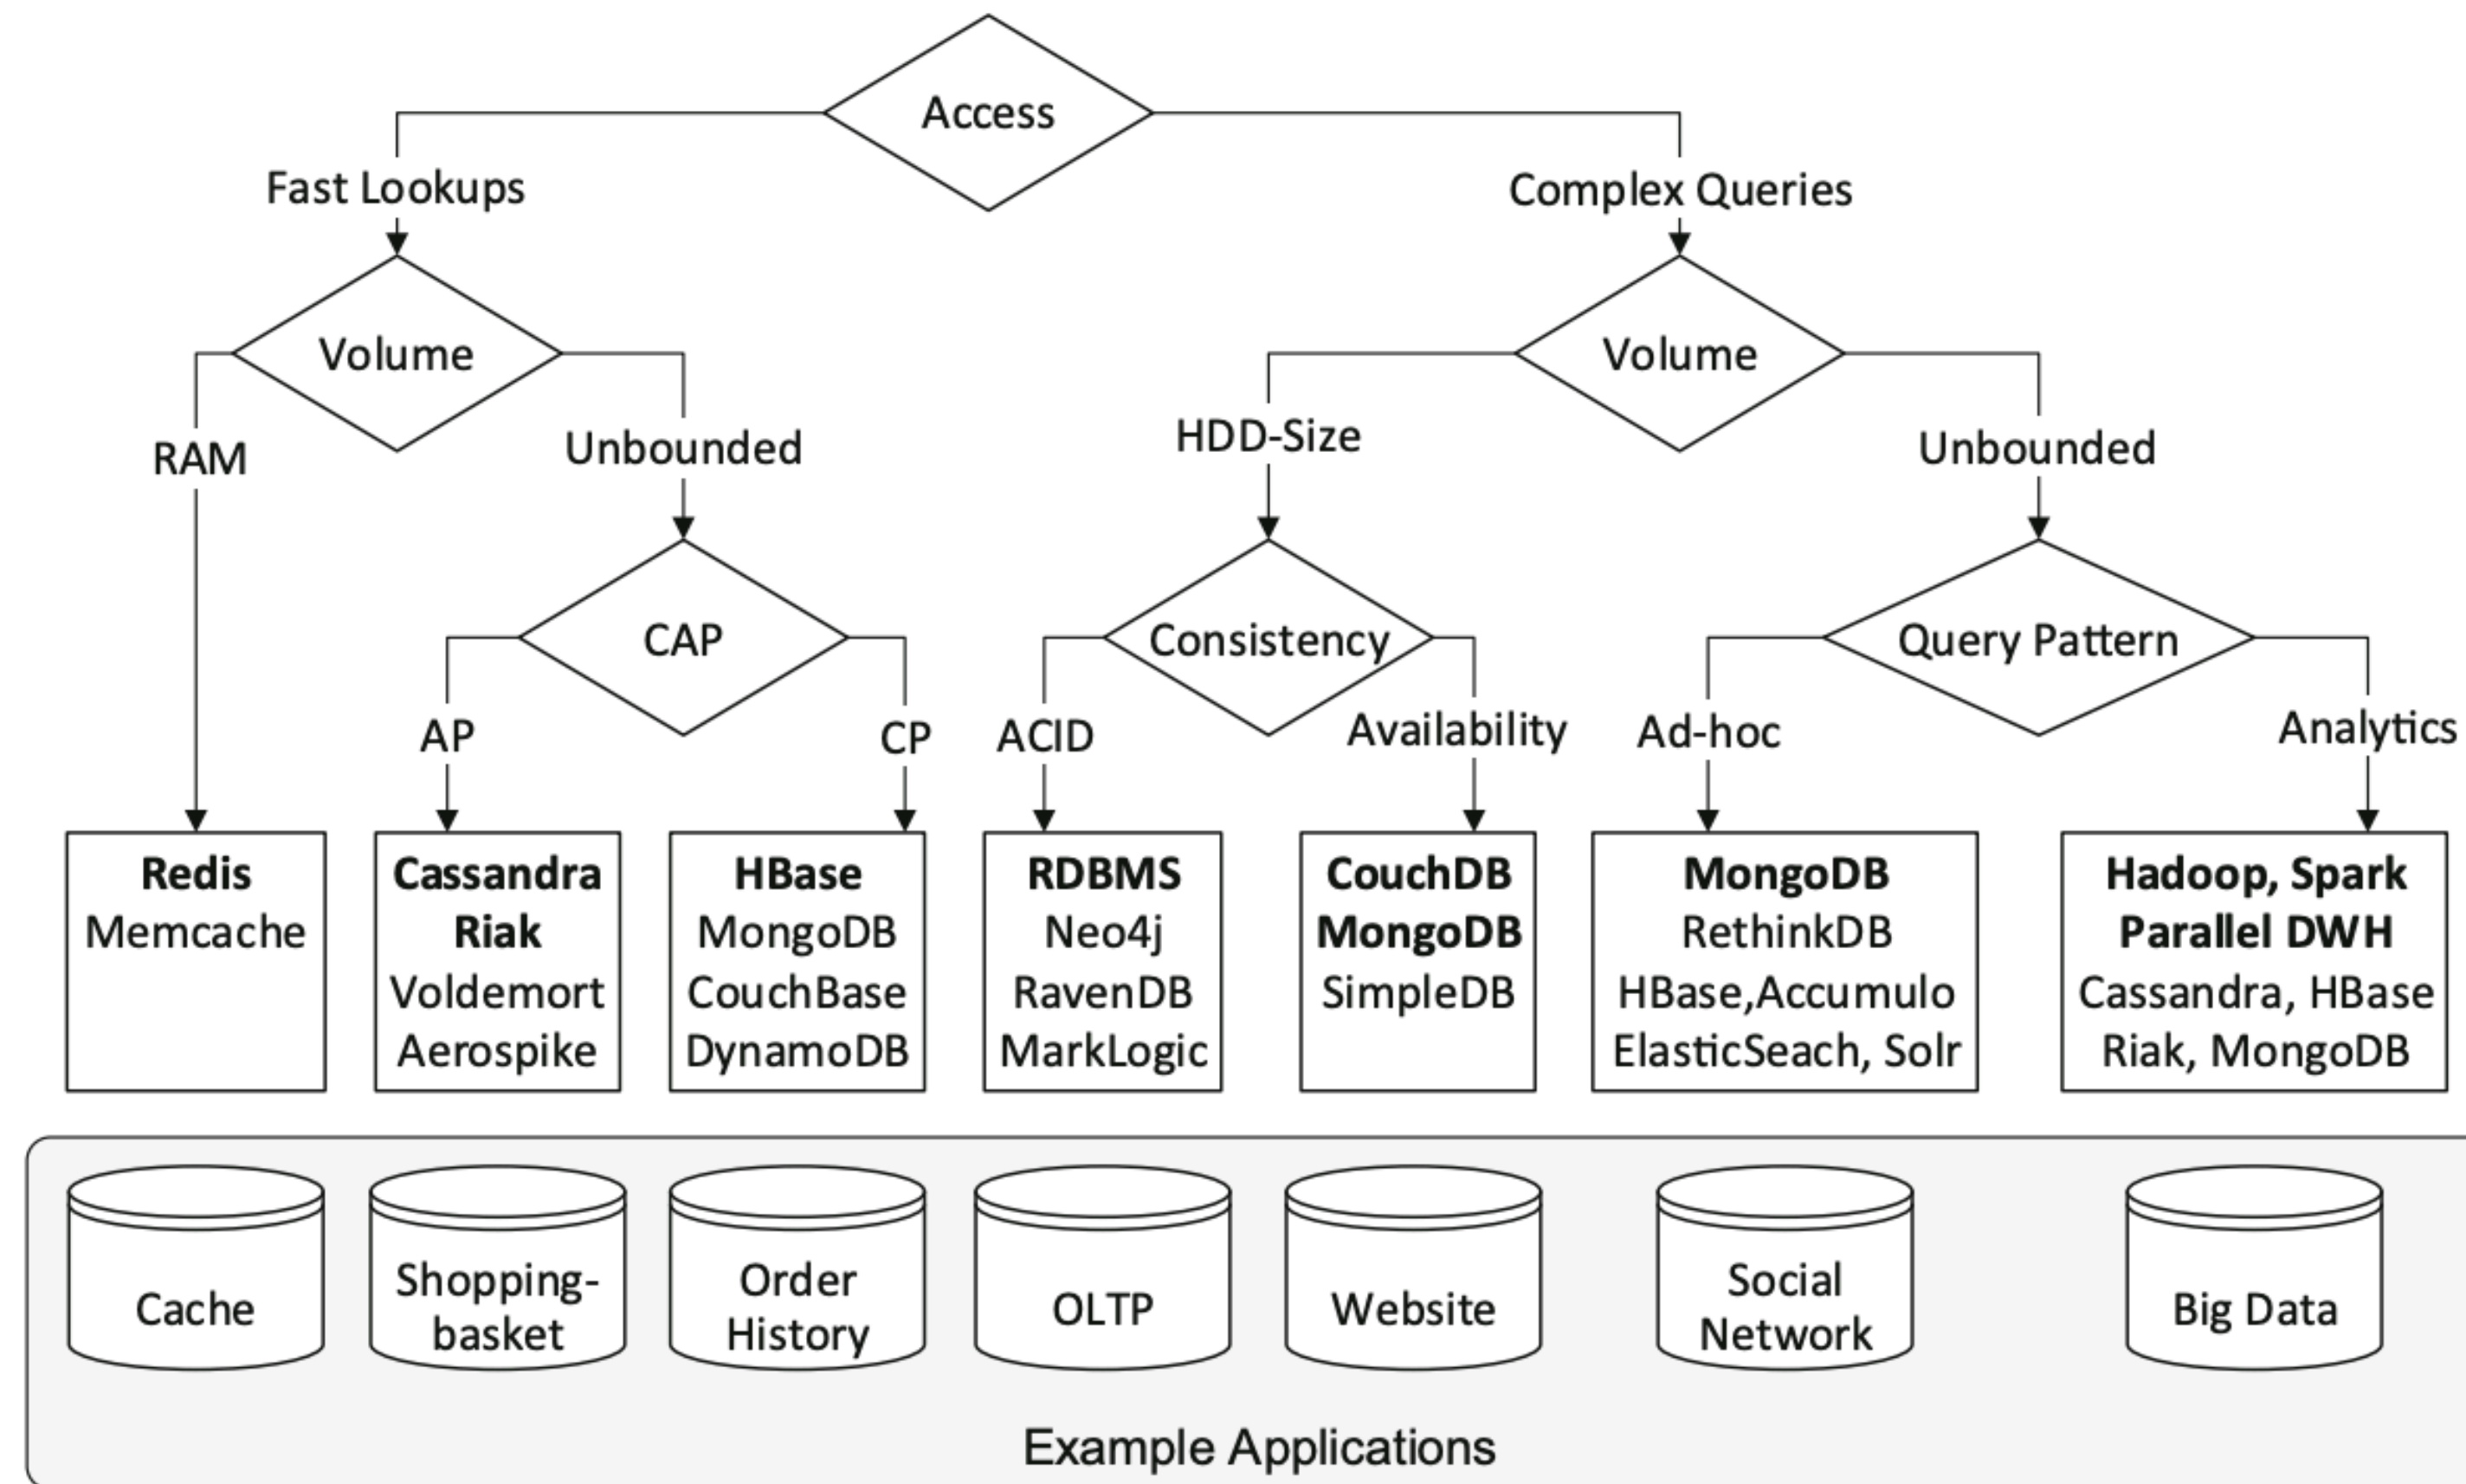 Access
Fast Lookups
Complex Queries
Volume
Volume
RAM
Unbounded
HDD-Size
Unbounded
CAP
Consistency
Query Pattern
AP
CP
ACID
Availability
Ad-hoc
Analytics
Redis
Memcache
Cassandra
Riak
Voldemort
Aerospike
HBase
MongoDB
CouchBase
DynamoDB
RDBMS
Neo4j
RavenDB
MarkLogic
CouchDB
MongoDB
SimpleDB
MongoDB
RethinkDB
HBase,Accumulo
ElasticSeach, Solr
Hadoop, Spark
Parallel DWH
Cassandra, HBase
Riak, MongoDB
Cache
Shopping-
basket
Order
History
OLTP
Website
Social
Network
Big Data
Example Applications